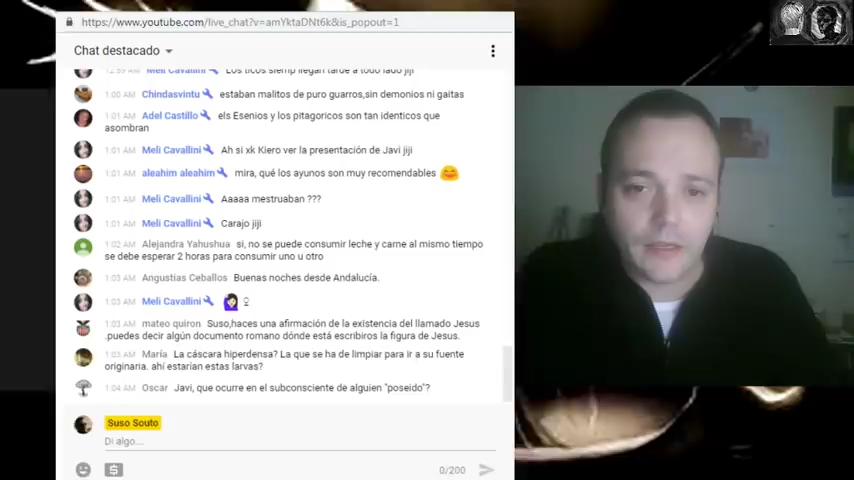 https://www.youtube.com/live_chat?v=amYktaDNt6k&is_popout=1
Chat destacado
12:59 AM Meli Cavallini Los ticos siemp llegan tarde a todo lado jiji
1:00 AM Chindasvintu estaban malitos de puro guarros,sin demonios ni gaitas
1:01 AM Adel Castillo els Esenios y los pitagoricos son tan identicos que
asombran
1:01 AM Meli Cavallini Ah si xk Kiero ver la presentación de Javi jiji
1:01 AM aleahim aleahim mira, qué los ayunos son muy recomendables
1:01 AM Meli Cavallini Aaaaa mestruaban ???
1:01 AM Meli Cavallini Carajo jiji
1:02 AM Alejandra Yahushua si, no se puede consumir leche y carne al mismo tiempo
se debe esperar 2 horas para consumir uno u otro
1:03 AM Angustias Ceballos Buenas noches desde Andalucía.
1:03 AM Meli Cavallini
1:03 AM mateo quiron Suso,haces una afirmación de la existencia del llamado Jesus
.puedes decir algún documento romano dónde está escribiros la figura de Jesus.
1:03 AM María La cáscara hiperdensa? La que se ha de limpiar para ir a su fuente
originaria. ahí estarían estas larvas?
1:04 AM Oscar Javi, que ocurre en el subconsciente de alguien "poseido"?
Suso Souto
Di algo...
0/200